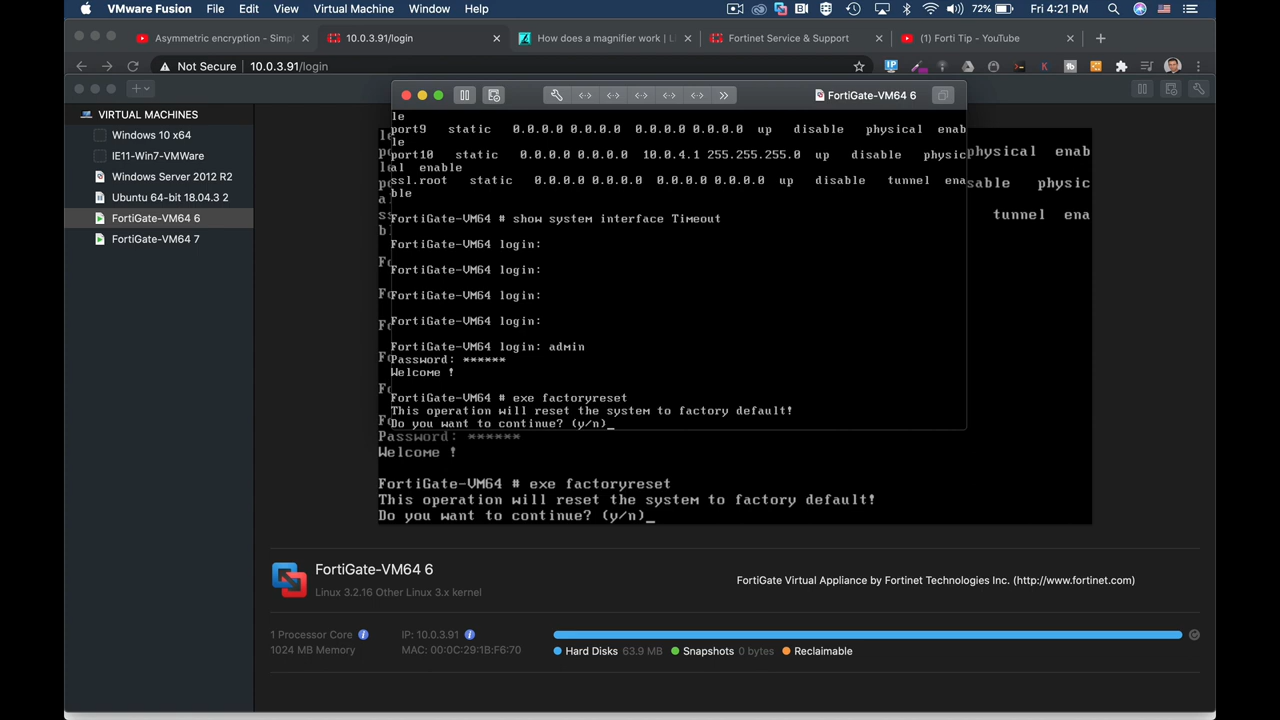 VMware Fusion File Edit View Virtual Machine Window Help 72% Fri 4:21 PM
Asymmetric encryption - Simpl 10.0.3.91/login How does a magnifier work | L Fortinet Service & Support (1) Forti Tip - YouTube
Not Secure 10.0.3.91/login
FortiGate-VM64 6
VIRTUAL MACHINES
Windows 10 x64
IE11-Win7-VMWare
Windows Server 2012 R2
Ubuntu 64-bit 18.04.3 2
FortiGate-VM64 6
FortiGate-VM64 7
le
port9 static 0.0.0.0 0.0.0.0 0.0.0.0 0.0.0.0 up disable physical enab
le
port10 static 0.0.0.0 0.0.0.0 10.0.4.1 255.255.255.0 up disable physic
al enable
ssl.root static 0.0.0.0 0.0.0.0 0.0.0.0 0.0.0.0 up disable tunnel ena
ble
FortiGate-VM64 # show system interface Timeout
FortiGate-VM64 login:
FortiGate-VM64 login:
FortiGate-VM64 login:
FortiGate-VM64 login:
FortiGate-VM64 login: admin
Password: ******
Welcome !
FortiGate-VM64 # exe factoryreset
This operation will reset the system to factory default!
Do you want to continue? (y/n)_
physical enab
sable physic
tunnel ena
Password: ******
Welcome !
FortiGate-VM64 # exe factoryreset
This operation will reset the system to factory default!
Do you want to continue? (y/n)_
FortiGate-VM64 6
Linux 3.2.16 Other Linux 3.x kernel
FortiGate Virtual Appliance by Fortinet Technologies Inc. (http://www.fortinet.com)
1 Processor Core IP: 10.0.3.91
1024 MB Memory MAC: 00:0C:29:1B:F6:70
Hard Disks 63.9 MB Snapshots 0 bytes Reclaimable